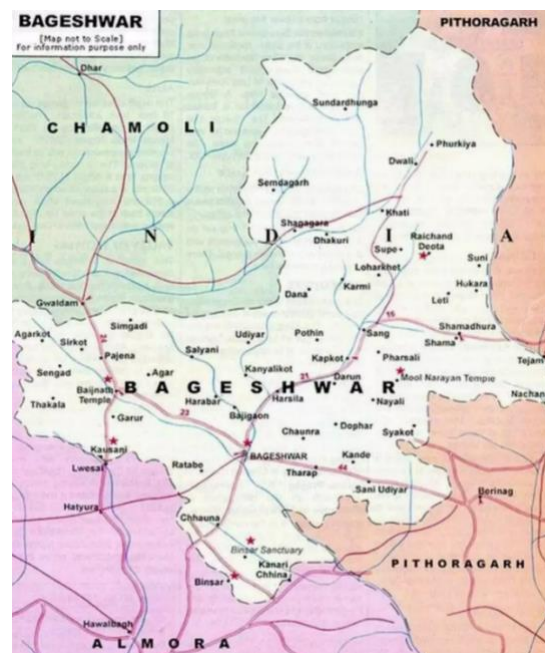 BAGESHWAR
[Map not to Scale]
For information purpose only
PITHORAGARH
Dhar
CHAMOLI
Sundardhunga
Phurkiya
Dwali
Semdagarh
Khati
Shagagara
I N D I A
Dhakuri
Supe
Raichand
Deota
Suni
Loharkhet
Karmi
Hukara
Dana
Leti
Gwaldam
Simgadi
16
Agarkot
Sirkot
Salyani
Udiyar
Pothin
Sang
Shamadhura
Shama
Pajena
Kapkot
Pharsali
Tejam
Sengad
Agar
Kanyalikot
31
Darun
Mool Narayan Temple
Baijnath
Temple
BAGESHWAR
Nachan
Thakala
Harabar
Harsila
Nayali
Garur
23
Bajigaon
Dophar
Syakot
Kausani
Chaunra
BAGESHWAR
Kande
Lwesal
Ratabe
Tharap
44
Sani Udiyar
Berinag
Hatyura
Chhauna
Binsar Sanctuary
Kanari
Chhina
Binsar
PITHORAGARH
Hawalbagh
ALMORA